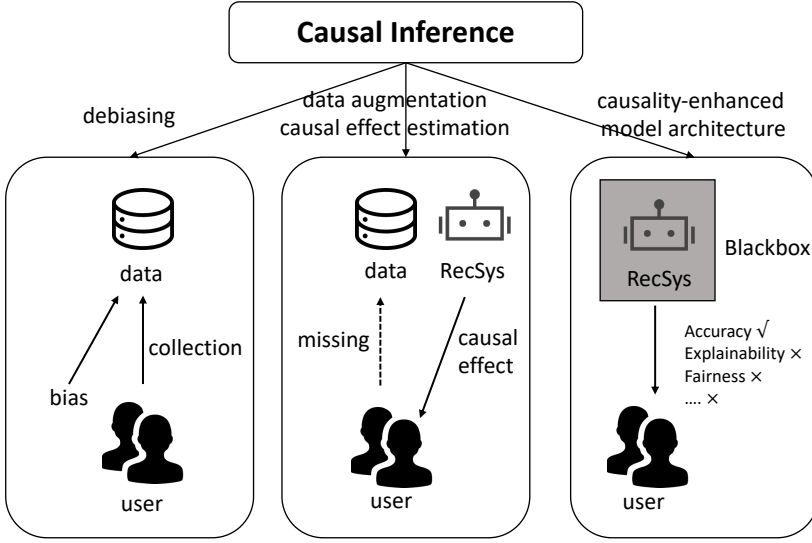 Causal Inference
debiasing
data augmentation
causal effect estimation
causality-enhanced
model architecture
data
collection
bias
user
data
RecSys
missing
causal
effect
user
RecSys
Blackbox
Accuracy √
Explainability ×
Fairness ×
.... ×
user